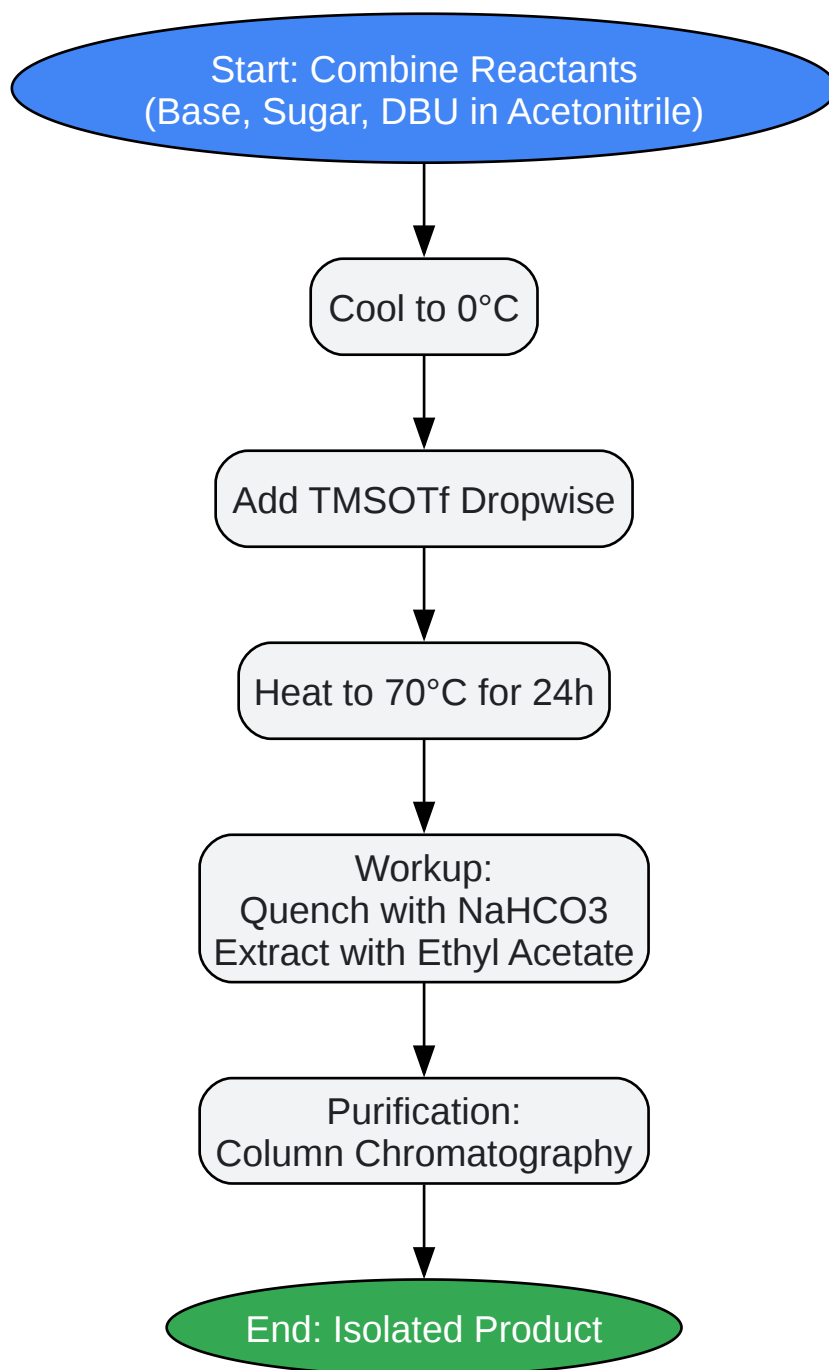 Start: Combine Reactants
(Base, Sugar, DBU in Acetonitrile)
Cool to 0°C
Add TMSOTf Dropwise
Heat to 70°C for 24h
Workup:
Quench with NaHCO3
Extract with Ethyl Acetate
Purification:
Column Chromatography
End: Isolated Product